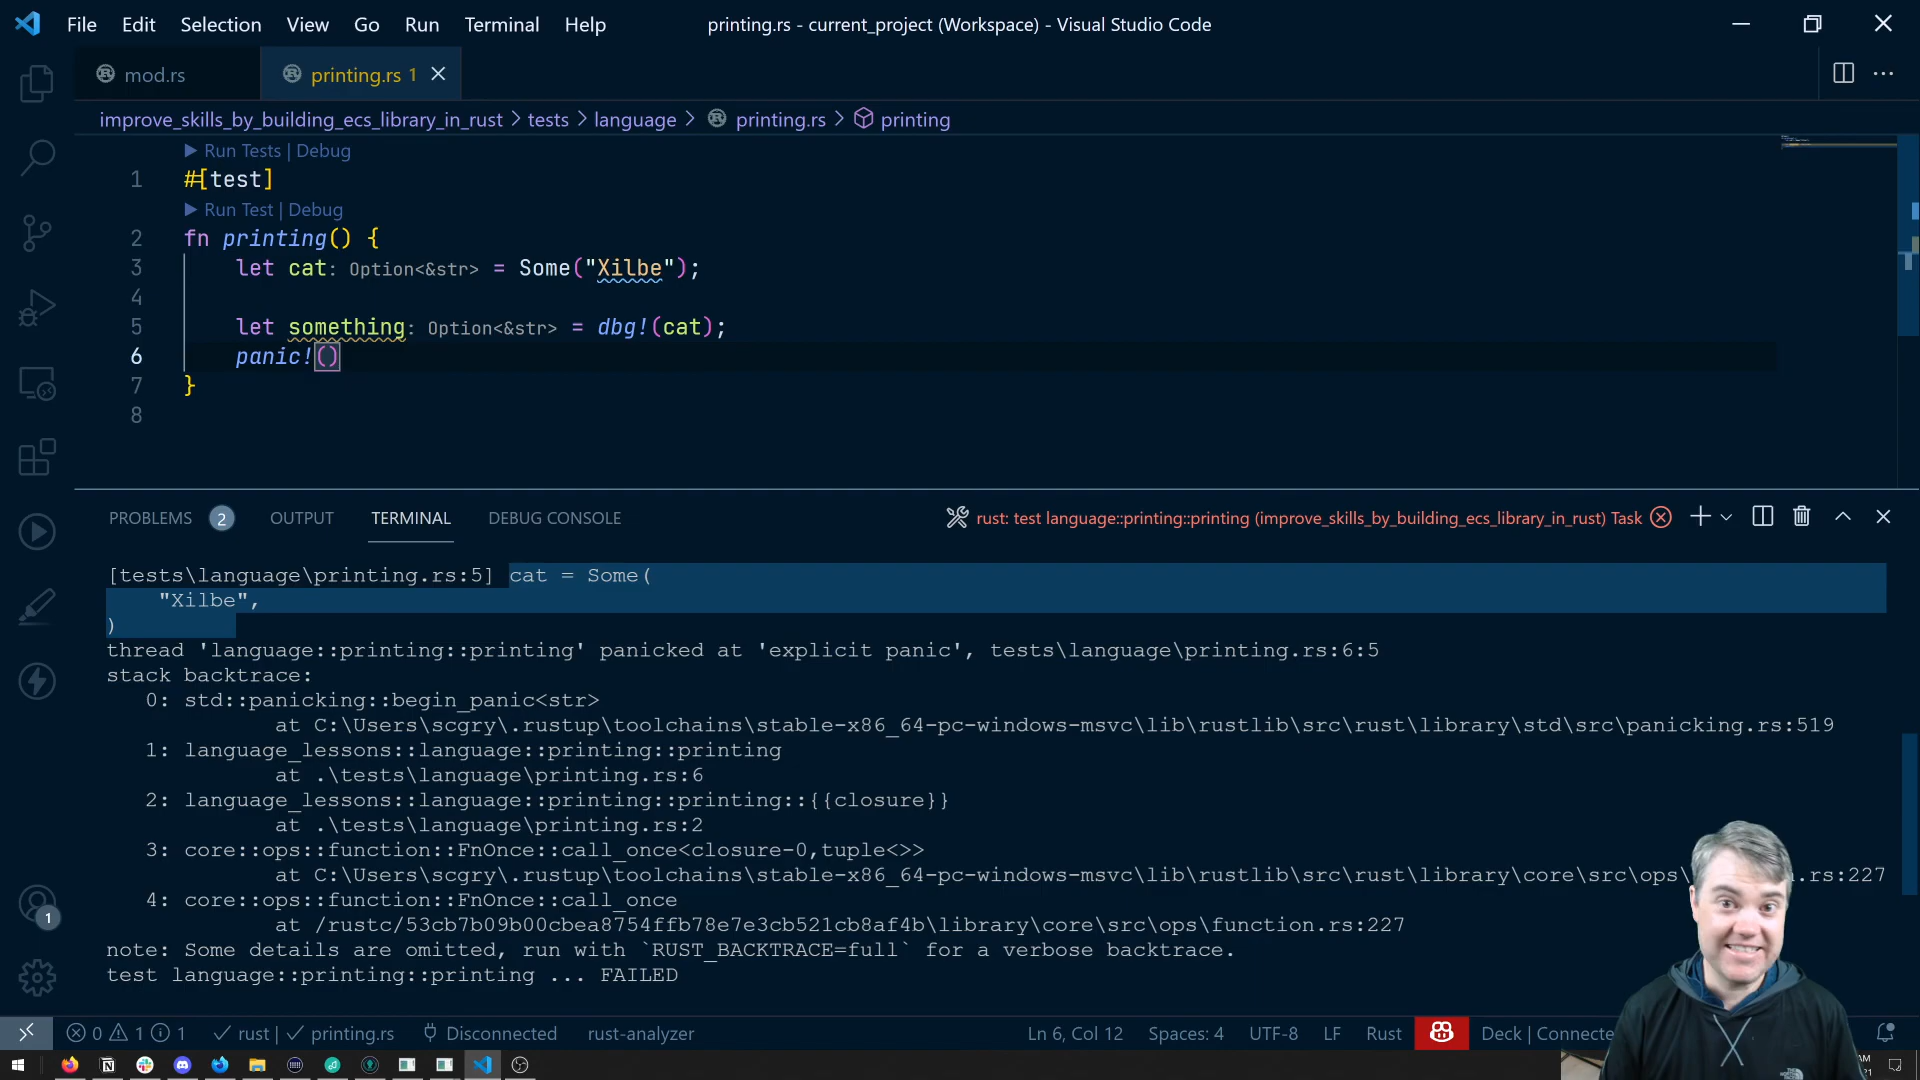 File Edit Selection View Go Run Terminal Help printing.rs - current_project (Workspace) - Visual Studio Code
mod.rs printing.rs 1
improve_skills_by_building_ecs_library_in_rust > tests > language > printing.rs > printing
Run Tests | Debug
1 #[test]
Run Test | Debug
2 fn printing() {
3 let cat: Option<&str> = Some("Xilbe");
4
5 let something: Option<&str> = dbg!(cat);
6 panic!()
7 }
8
PROBLEMS 2 OUTPUT TERMINAL DEBUG CONSOLE rust: test language::printing::printing (improve_skills_by_building_ecs_library_in_rust) Task
[tests\language\printing.rs:5] cat = Some(
"Xilbe",
)
thread 'language::printing::printing' panicked at 'explicit panic', tests\language\printing.rs:6:5
stack backtrace:
0: std::panicking::begin_panic<str>
at C:\Users\scgry\.rustup\toolchains\stable-x86_64-pc-windows-msvc\lib\rustlib\src\rust\library\std\src\panicking.rs:519
1: language_lessons::language::printing::printing
at .\tests\language\printing.rs:6
2: language_lessons::language::printing::printing::{{closure}}
at .\tests\language\printing.rs:2
3: core::ops::function::FnOnce::call_once<closure-0,tuple<>>
at C:\Users\scgry\.rustup\toolchains\stable-x86_64-pc-windows-msvc\lib\rustlib\src\rust\library\core\src\ops\ .rs:227
4: core::ops::function::FnOnce::call_once
at /rustc/53cb7b09b00cbea8754ffb78e7e3cb521cb8af4b\library\core\src\ops\function.rs:227
note: Some details are omitted, run with `RUST_BACKTRACE=full` for a verbose backtrace.
test language::printing::printing ... FAILED
1
0 1 1 rust | printing.rs Disconnected rust-analyzer Ln 6, Col 12 Spaces: 4 UTF-8 LF Rust Deck | Connecte